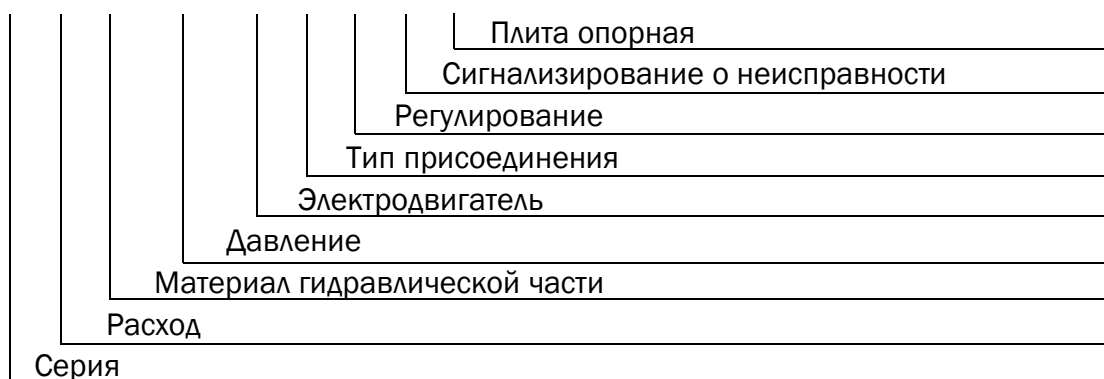 Плита опорная
Сигнализирование о неисправности
Регулирование
Тип присоединения
Электродвигатель
Давление
Материал гидравлической части
Расход
Серия